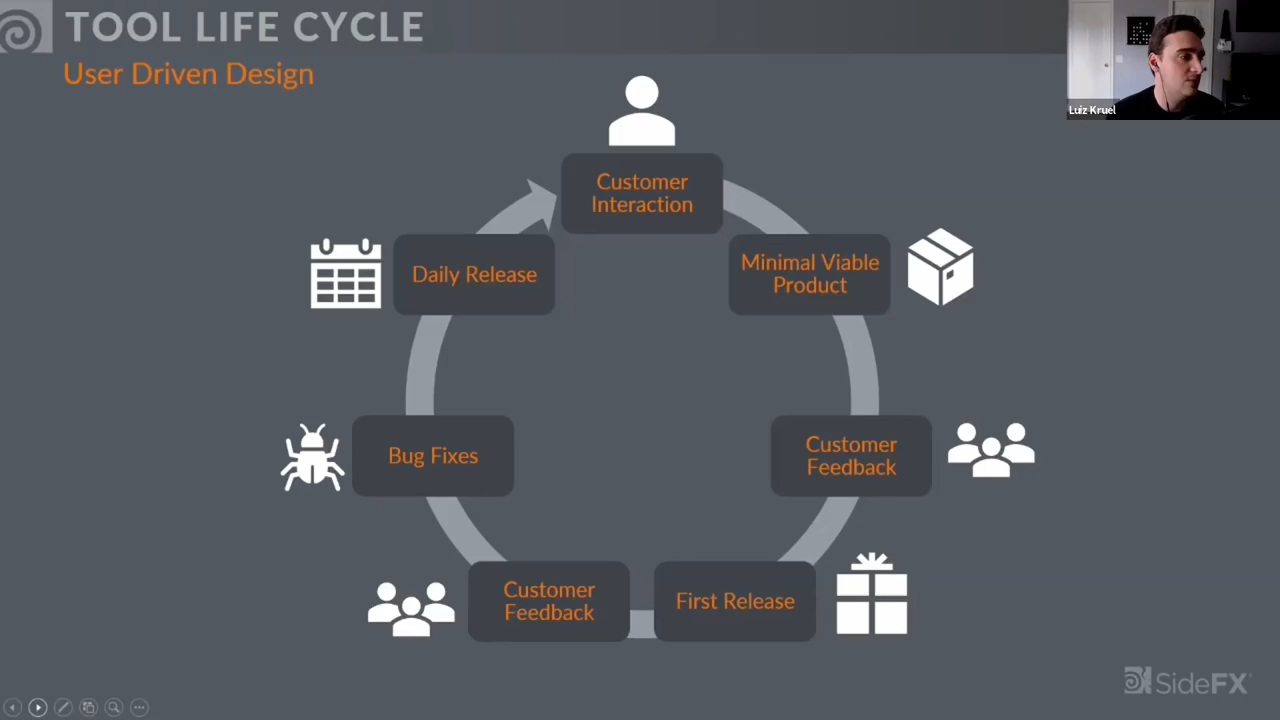 TOOL LIFE CYCLE
User Driven Design
Luiz Kruel
Customer
Interaction
Minimal Viable
Product
Customer
Feedback
First Release
Customer
Feedback
Bug Fixes
Daily Release
SideFX